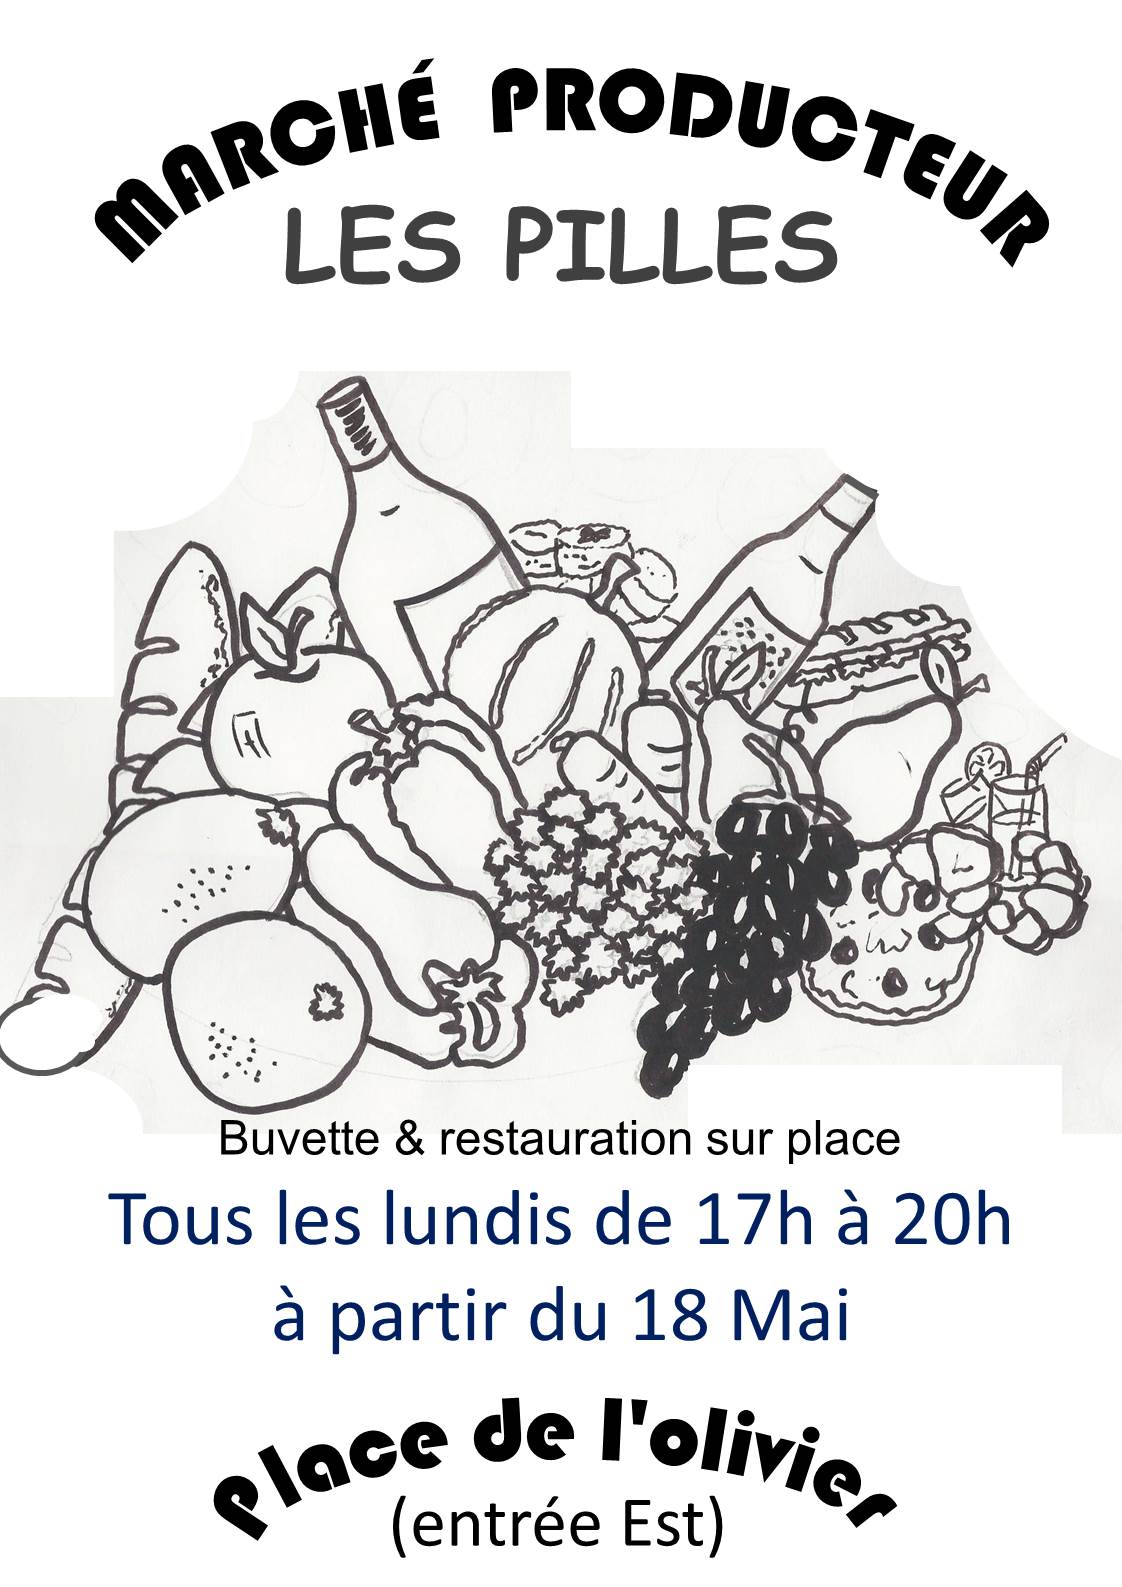 MARCHÉ PRODUCTEUR
LES PILLES
Buvette & restauration sur place
Tous les lundis de 17h à 20h
à partir du 18 Mai
Place de l'olivier
(entrée Est)